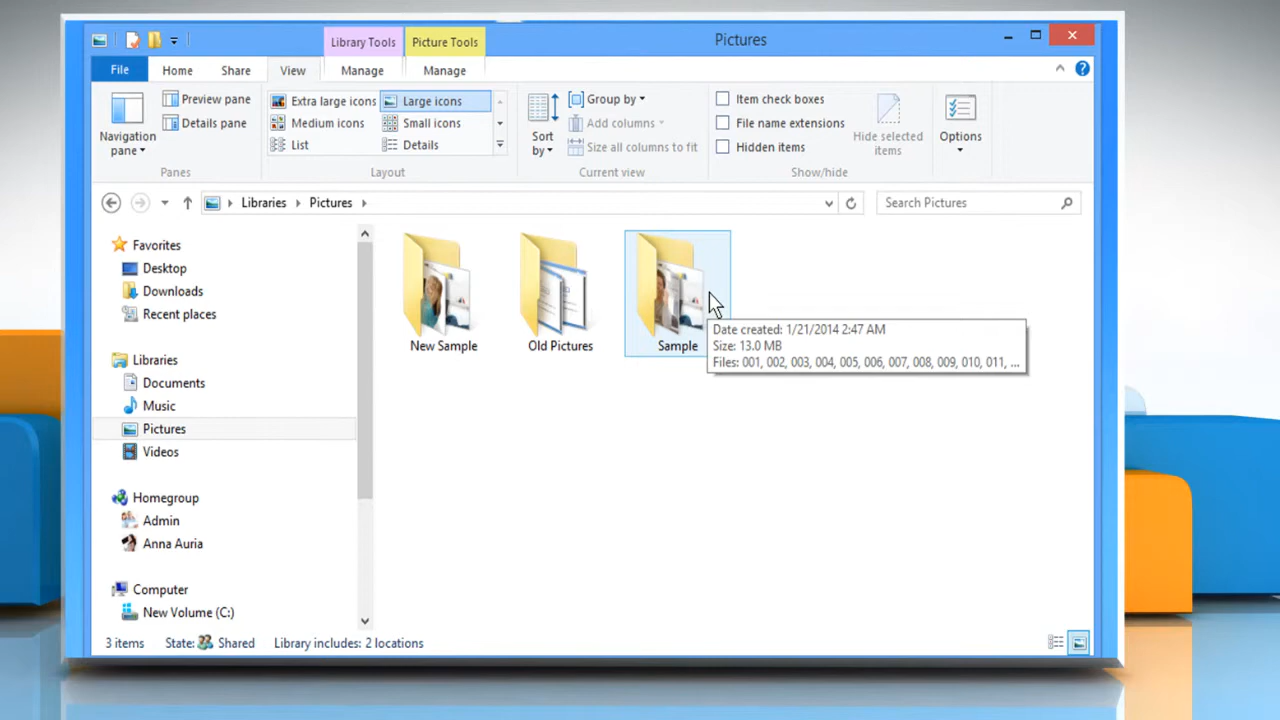 Library Tools Picture Tools Pictures
File Home Share View Manage Manage
Preview pane
Details pane
Navigation
pane
Panes
Extra large icons Large icons
Medium icons Small icons
List Details
Layout
Sort
by
Group by
Add columns
Size all columns to fit
Current view
Item check boxes
File name extensions
Hidden items
Hide selected
items
Show/hide
Options
Libraries Pictures
Search Pictures
Favorites
Desktop
Downloads
Recent places
Libraries
Documents
Music
Pictures
Videos
Homegroup
Admin
Anna Auria
Computer
New Volume (C:)
New Sample Old Pictures Sample
Date created: 1/21/2014 2:47 AM
Size: 13.0 MB
Files: 001, 002, 003, 004, 005, 006, 007, 008, 009, 010, 011, ...
3 items State: Shared Library includes: 2 locations